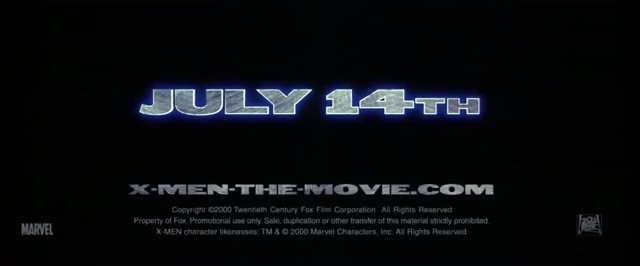 JULY 14TH
X-MEN-THE-MOVIE.COM
Copyright ©2000 Twentieth Century Fox Film Corporation All Rights Reserved
Property of Fox. Promotional use only. Sale, duplication or other transfer of this material strictly prohibited.
X-MEN character likenesses: TM & © 2000 Marvel Characters, Inc. All Rights Reserved
MARVEL